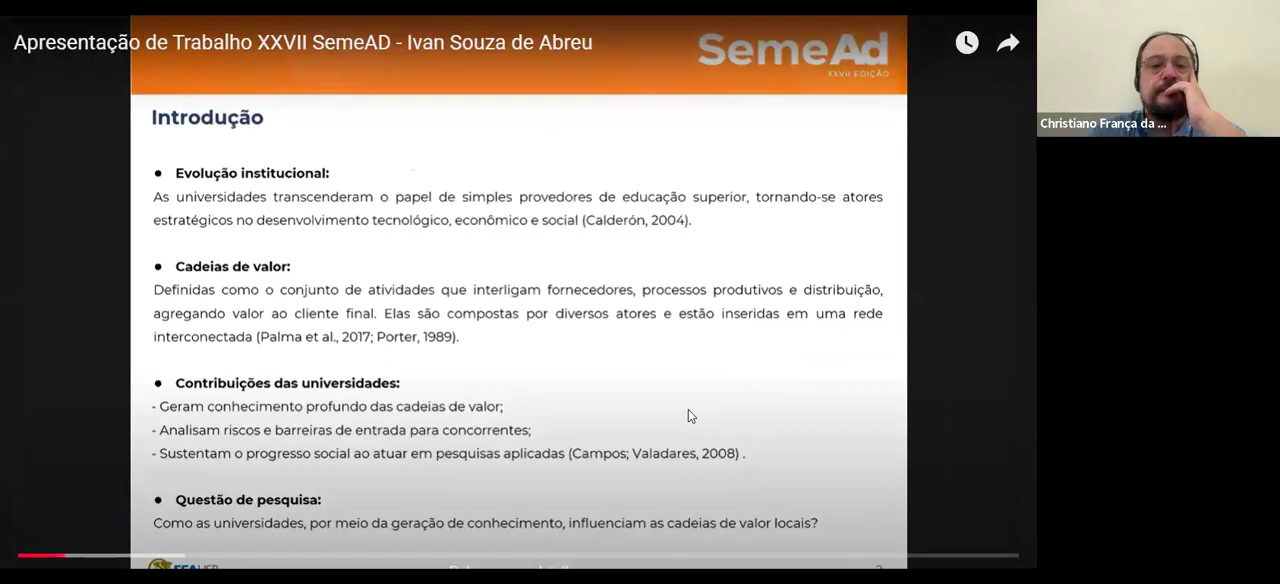 Apresentação de Trabalho XXVII SemeAD - Ivan Souza de Abreu
SemeAd
XXVII EDIÇÃO
Christiano França da ...
Introdução
● Evolução institucional:
As universidades transcenderam o papel de simples provedores de educação superior, tornando-se atores
estratégicos no desenvolvimento tecnológico, econômico e social (Calderón, 2004).
● Cadeias de valor:
Definidas como o conjunto de atividades que interligam fornecedores, processos produtivos e distribuição,
agregando valor ao cliente final. Elas são compostas por diversos atores e estão inseridas em uma rede
interconectada (Palma et al., 2017; Porter, 1989).
● Contribuições das universidades:
- Geram conhecimento profundo das cadeias de valor;
- Analisam riscos e barreiras de entrada para concorrentes;
- Sustentam o progresso social ao atuar em pesquisas aplicadas (Campos; Valadares, 2008) .
● Questão de pesquisa:
Como as universidades, por meio da geração de conhecimento, influenciam as cadeias de valor locais?